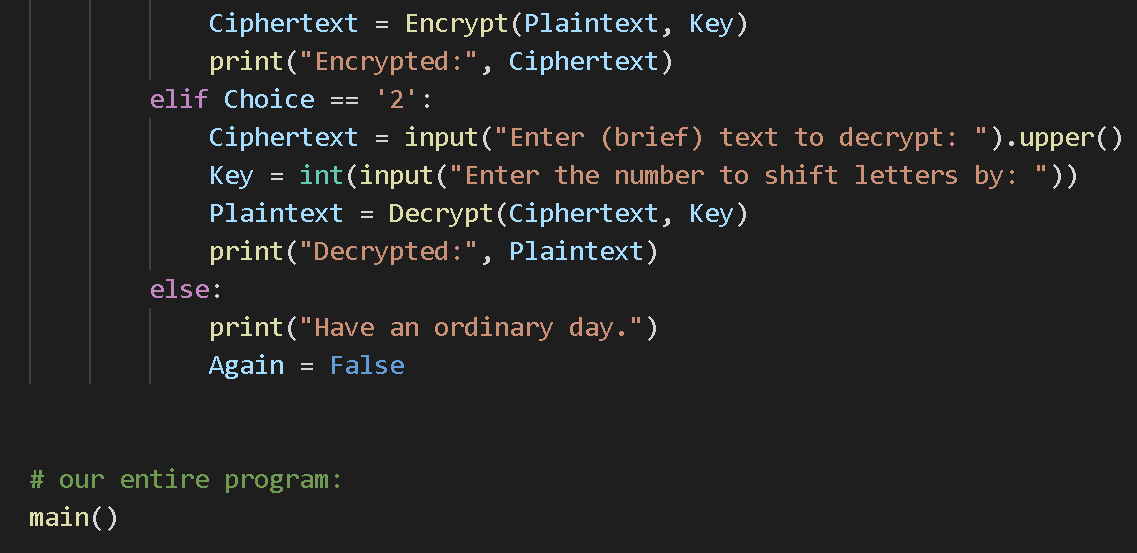 Ciphertext = Encrypt(Plaintext, Key)
print("Encrypted:", Ciphertext)
elif Choice == '2':
Ciphertext = input("Enter (brief) text to decrypt: ").upper()
Key = int(input("Enter the number to shift letters by: "))
Plaintext = Decrypt(Ciphertext, Key)
print("Decrypted:", Plaintext)
else:
print("Have an ordinary day.")
Again = False
# our entire program:
main()